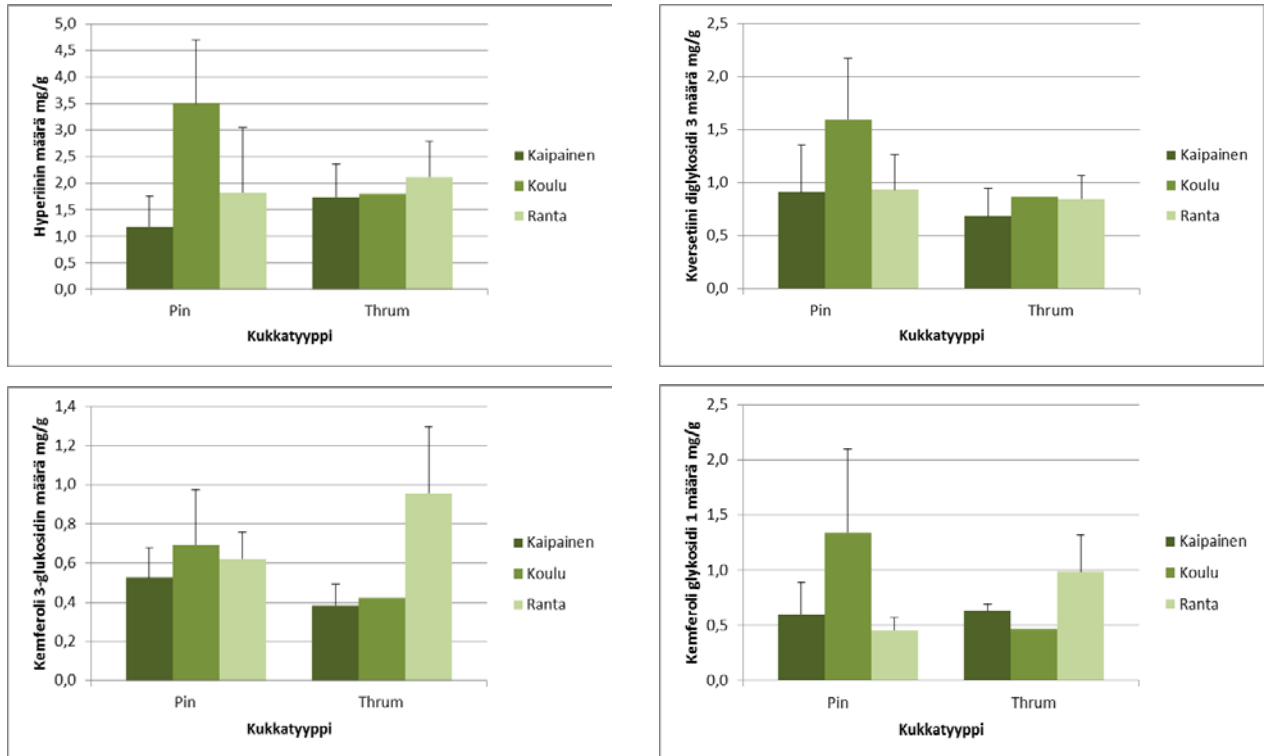 Hyperiinin määrä mg/g
5,0
4,5
4,0
3,5
3,0
2,5
2,0
1,5
1,0
0,5
0,0
Pin
Thrum
Kukkatyyppi
Kaipainen
Koulu
Ranta
Kversetiini diglykosidi 3 määrä mg/g
2,5
2,0
1,5
1,0
0,5
0,0
Pin
Thrum
Kukkatyyppi
Kaipainen
Koulu
Ranta
Kemferoli 3-glukosidin määrä mg/g
1,4
1,2
1,0
0,8
0,6
0,4
0,2
0,0
Pin
Thrum
Kukkatyyppi
Kaipainen
Koulu
Ranta
Kemferoli glykosidi 1 määrä mg/g
2,5
2,0
1,5
1,0
0,5
0,0
Pin
Thrum
Kukkatyyppi
Kaipainen
Koulu
Ranta